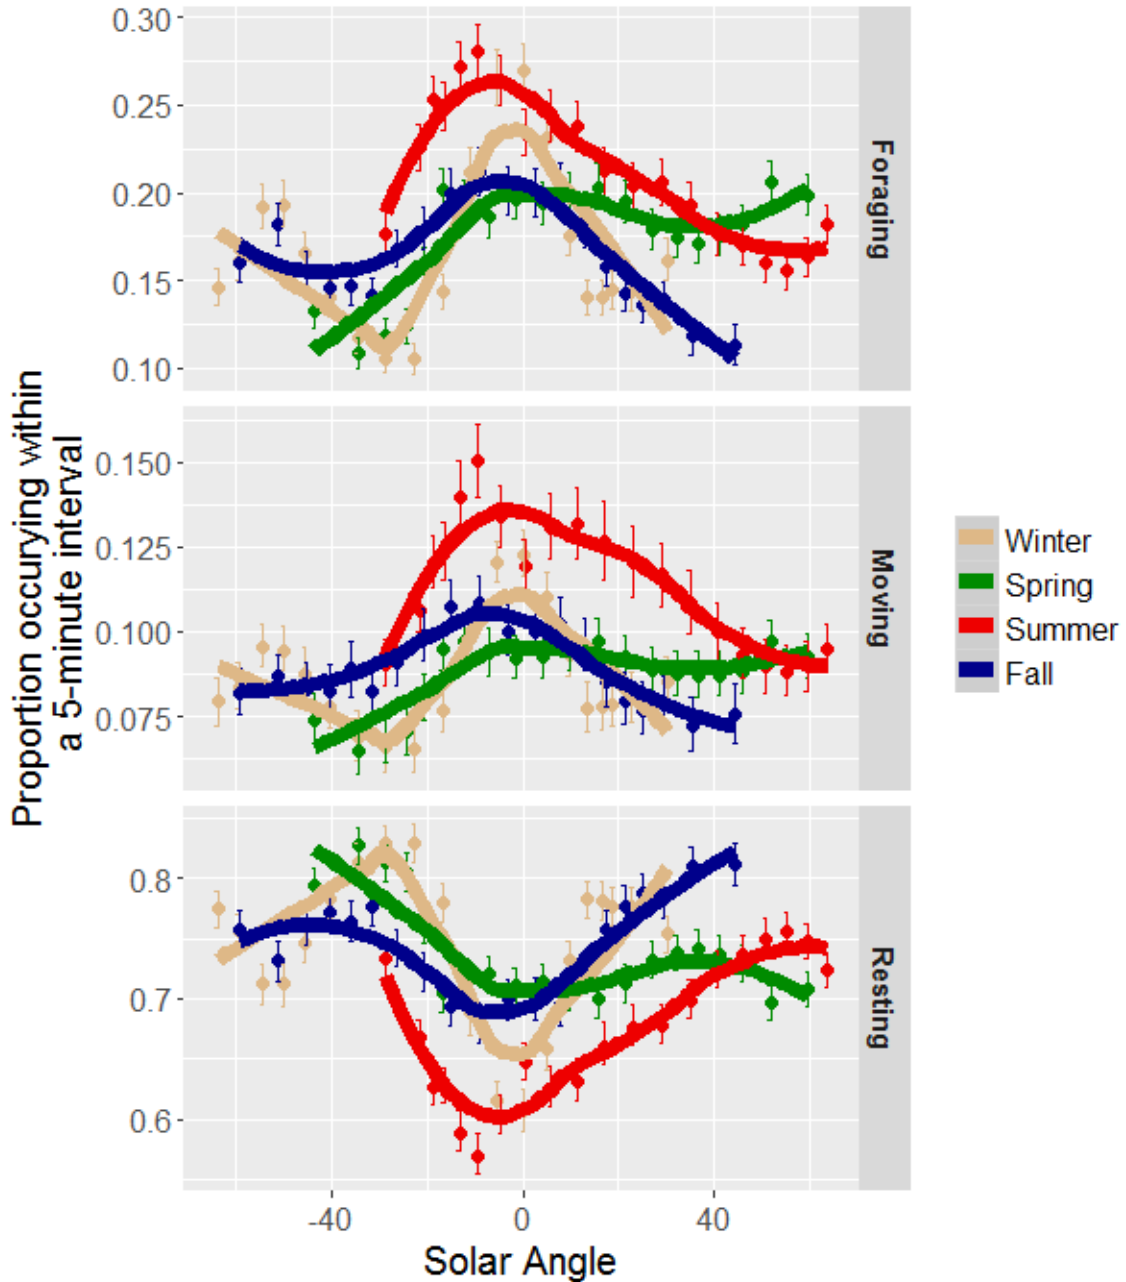 Proportion occurying within
a 5-minute interval
0.30
0.25
0.20
0.15
0.10
Foraging
0.150
0.125
0.100
0.075
Moving
0.8
0.7
0.6
Resting
-40 0 40
Solar Angle
Winter
Spring
Summer
Fall